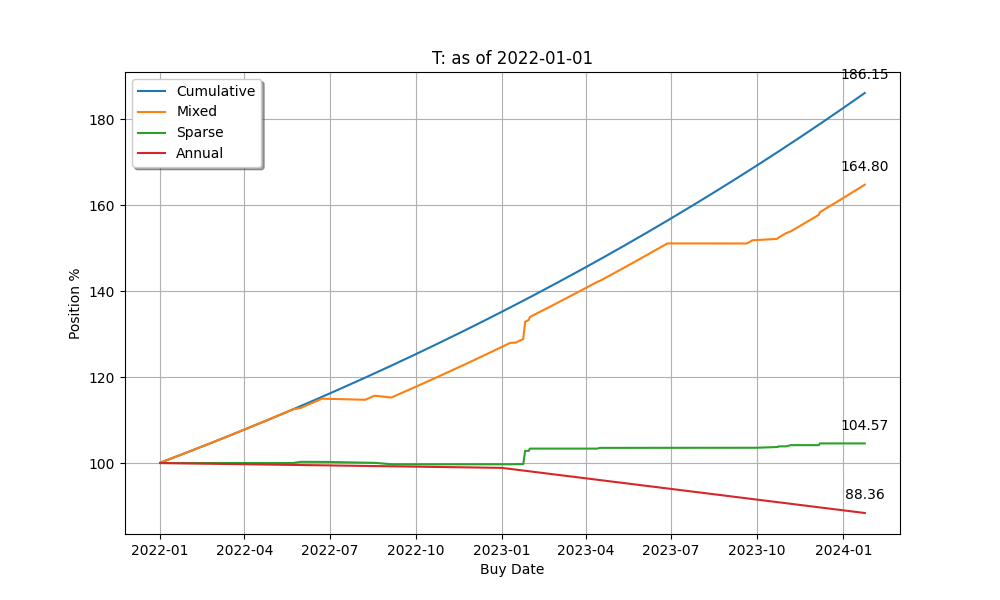 T: as of 2022-01-01
186.15
Cumulative
Mixed
Sparse
Annual
180
164.80
160
140
120
104.57
100
88.36
Position %
2022-01 2022-04 2022-07 2022-10 2023-01 2023-04 2023-07 2023-10 2024-01
Buy Date